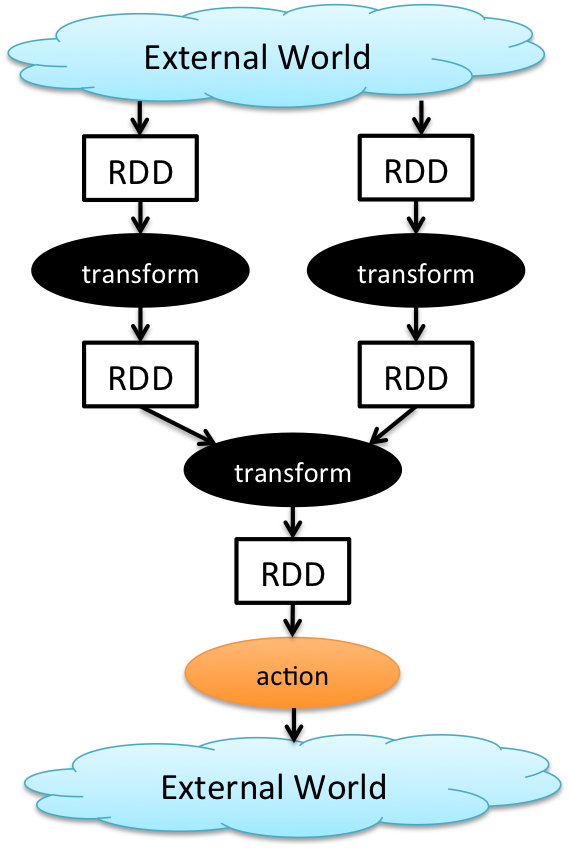 External World
RDD
RDD
transform
transform
RDD
RDD
transform
RDD
action
External World